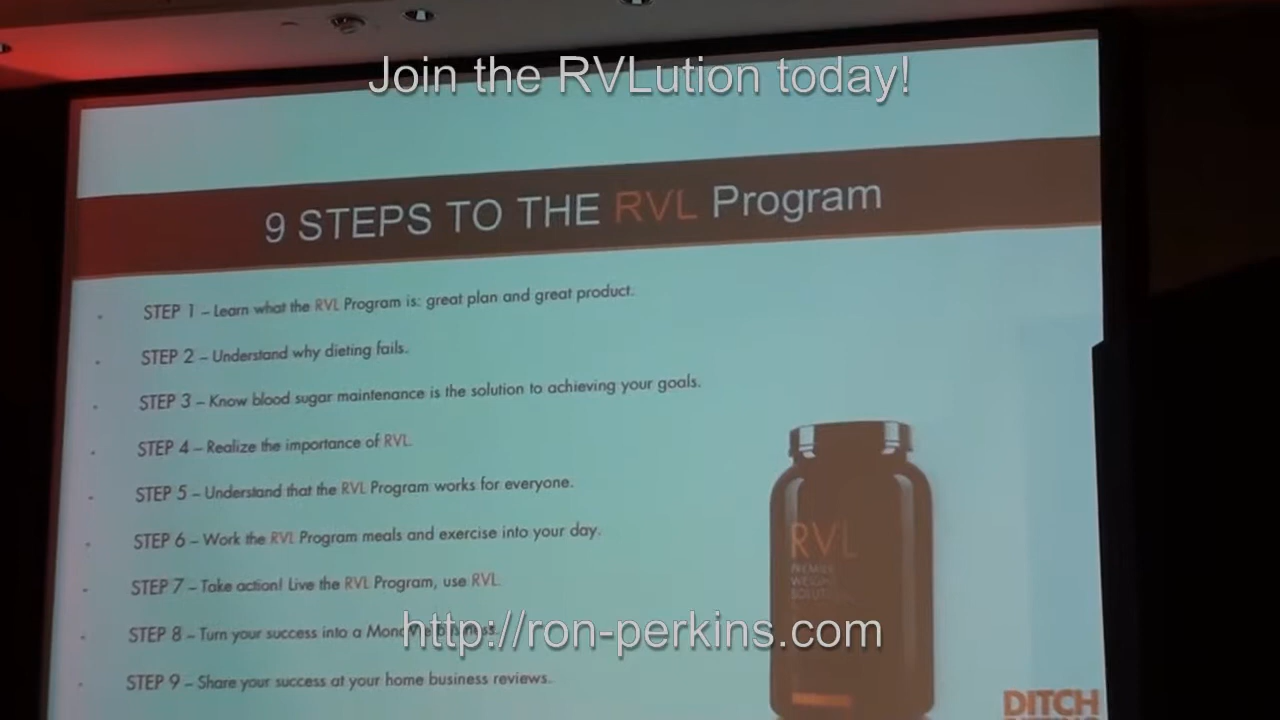 Join the RVLution today!
9 STEPS TO THE RVL Program
STEP 1 – Learn what the RVL Program is: great plan and great product.
STEP 2 – Understand why dieting fails.
STEP 3 – Know blood sugar maintenance is the solution to achieving your goals.
STEP 4 – Realize the importance of RVL.
STEP 5 – Understand that the RVL Program works for everyone.
STEP 6 – Work the RVL Program meals and exercise into your day.
STEP 7 – Take action! Live the RVL Program, use RVL.
STEP 8 – Turn your success into a MonaVie business.
http://ron-perkins.com
STEP 9 – Share your success at your home business reviews.
RVL
PREMIER
WEIGHT
SOLUTION
DITCH